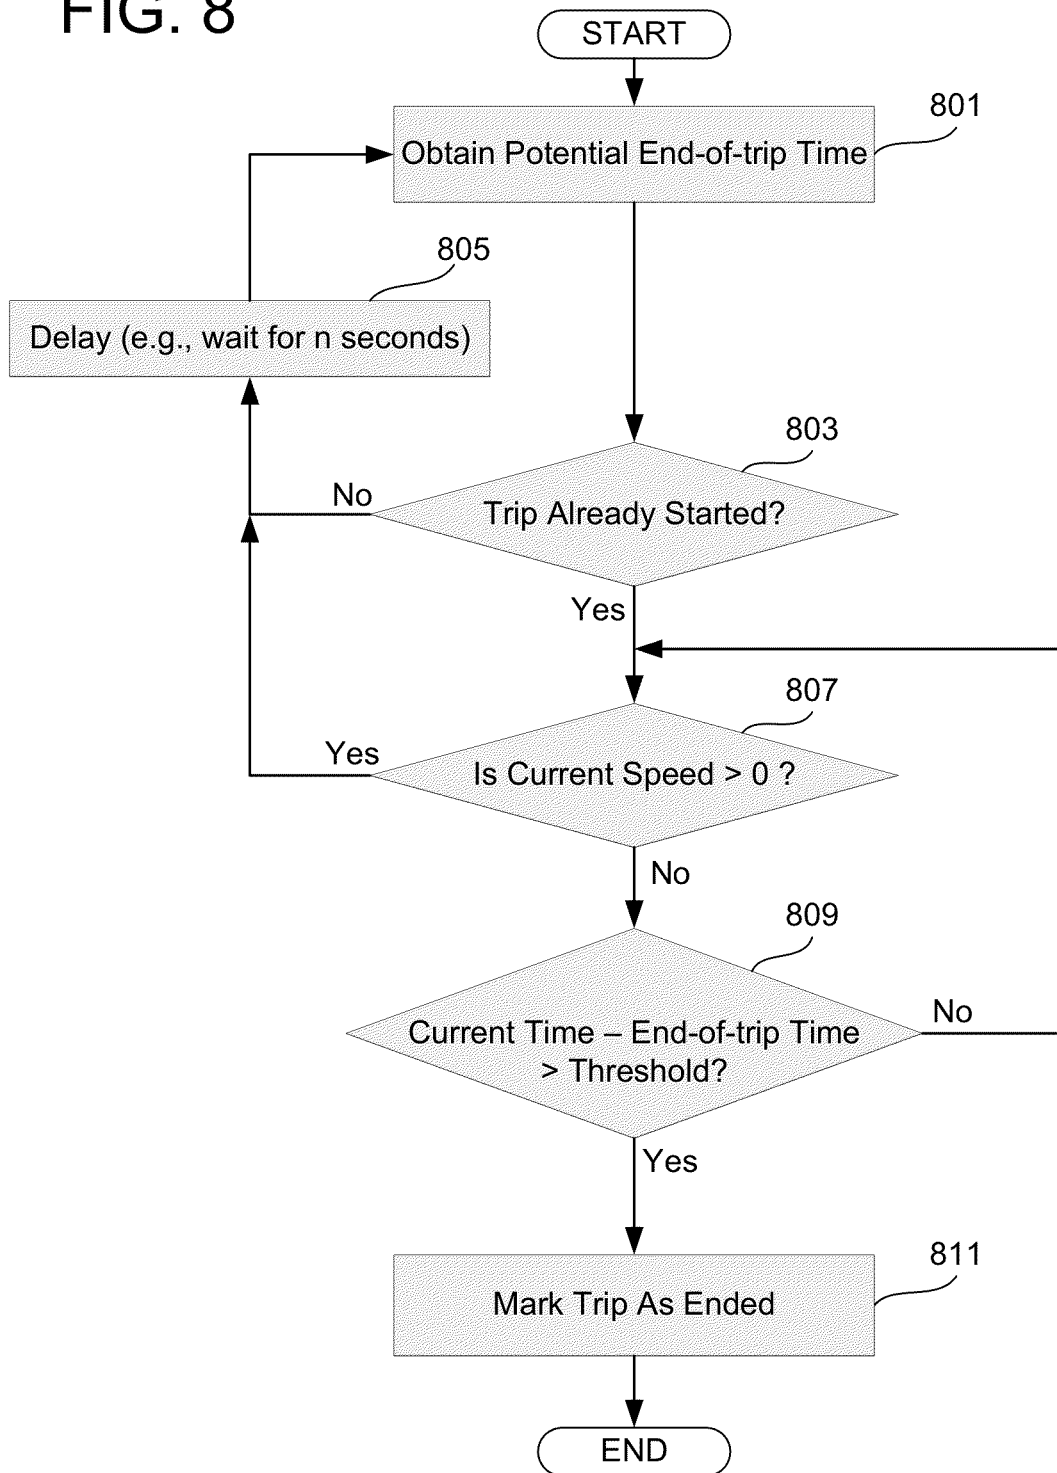 FIG. 8
START
801
Obtain Potential End-of-trip Time
805
Delay (e.g., wait for n seconds)
803
No
Trip Already Started?
Yes
807
Yes
Is Current Speed > 0 ?
No
809
No
Current Time – End-of-trip Time
> Threshold?
Yes
811
Mark Trip As Ended
END